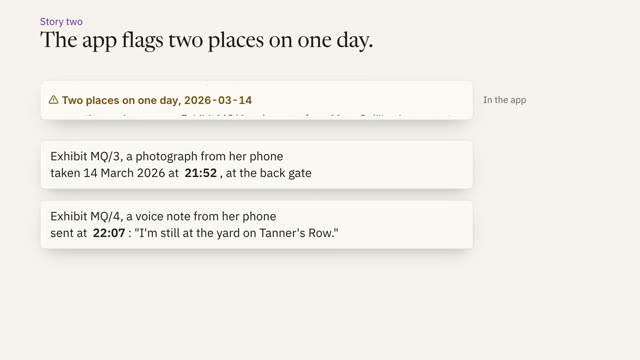 Story two
The app flags two places on one day.
Two places on one day, 2026-03-14
In the app
Exhibit MQ/3, a photograph from her phone
taken 14 March 2026 at 21:52 , at the back gate
Exhibit MQ/4, a voice note from her phone
sent at 22:07 : "I'm still at the yard on Tanner's Row."